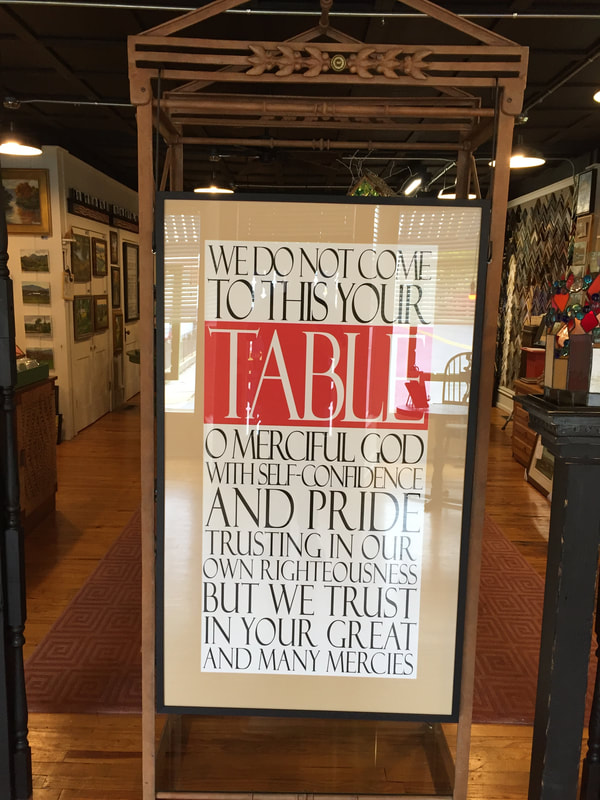 WE DO NOT COME
TO THIS YOUR
TABLE
O MERCIFUL GOD
WITH SELF-CONFIDENCE
AND PRIDE
TRUSTING IN OUR
OWN RIGHTEOUSNESS
BUT WE TRUST
IN YOUR GREAT
AND MANY MERCIES